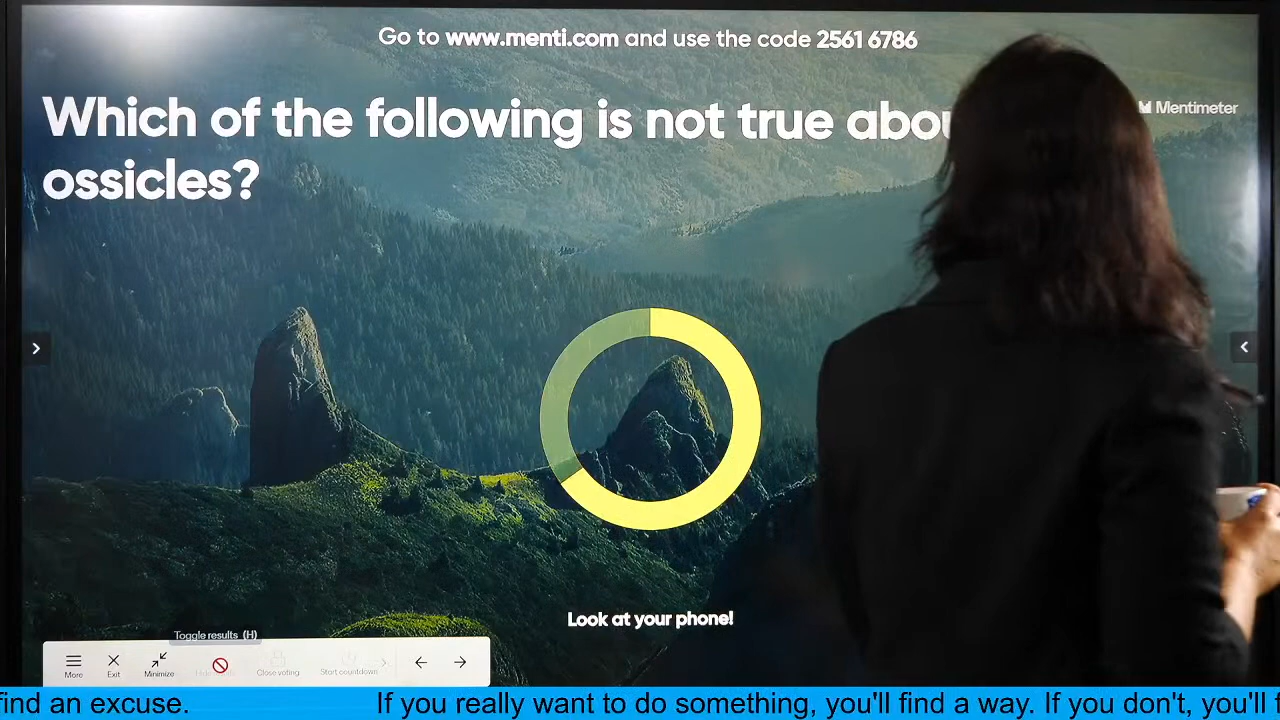 Go to www.menti.com and use the code 2561 6786
Mentimeter
Which of the following is not true
ossicles?
Look at your phone!
Toggle results (H)
More
Exit
Minimize
Close voting
Start countdown
find an excuse. If you really want to do something, you'll find a way. If you don't, you'll